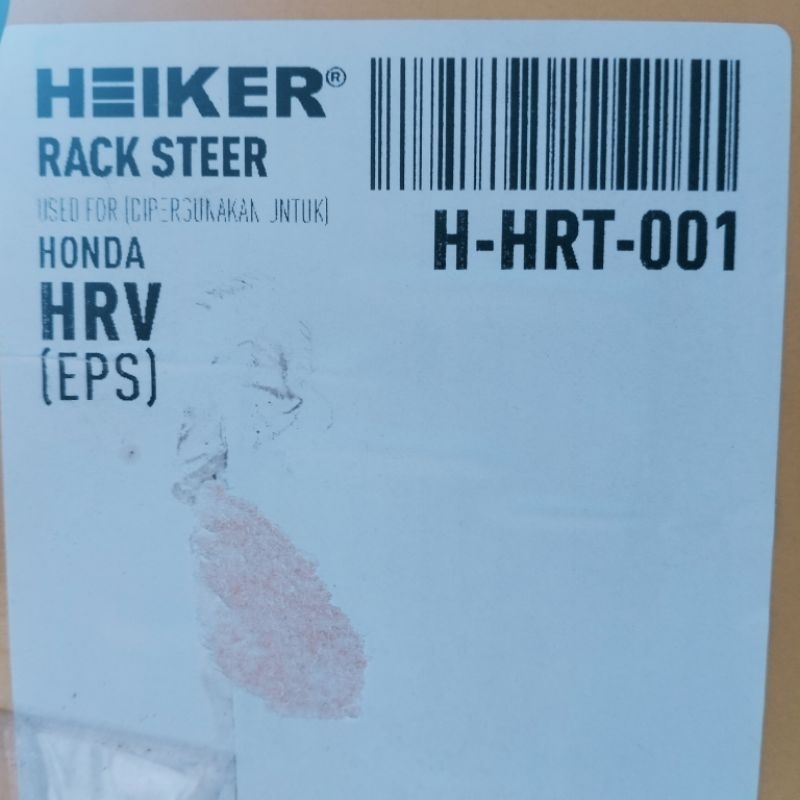 HEIKER®
RACK STEER
USED FOR (DIPERGUNAKAN UNTUK)
HONDA
HRV
(EPS)
H-HRT-001